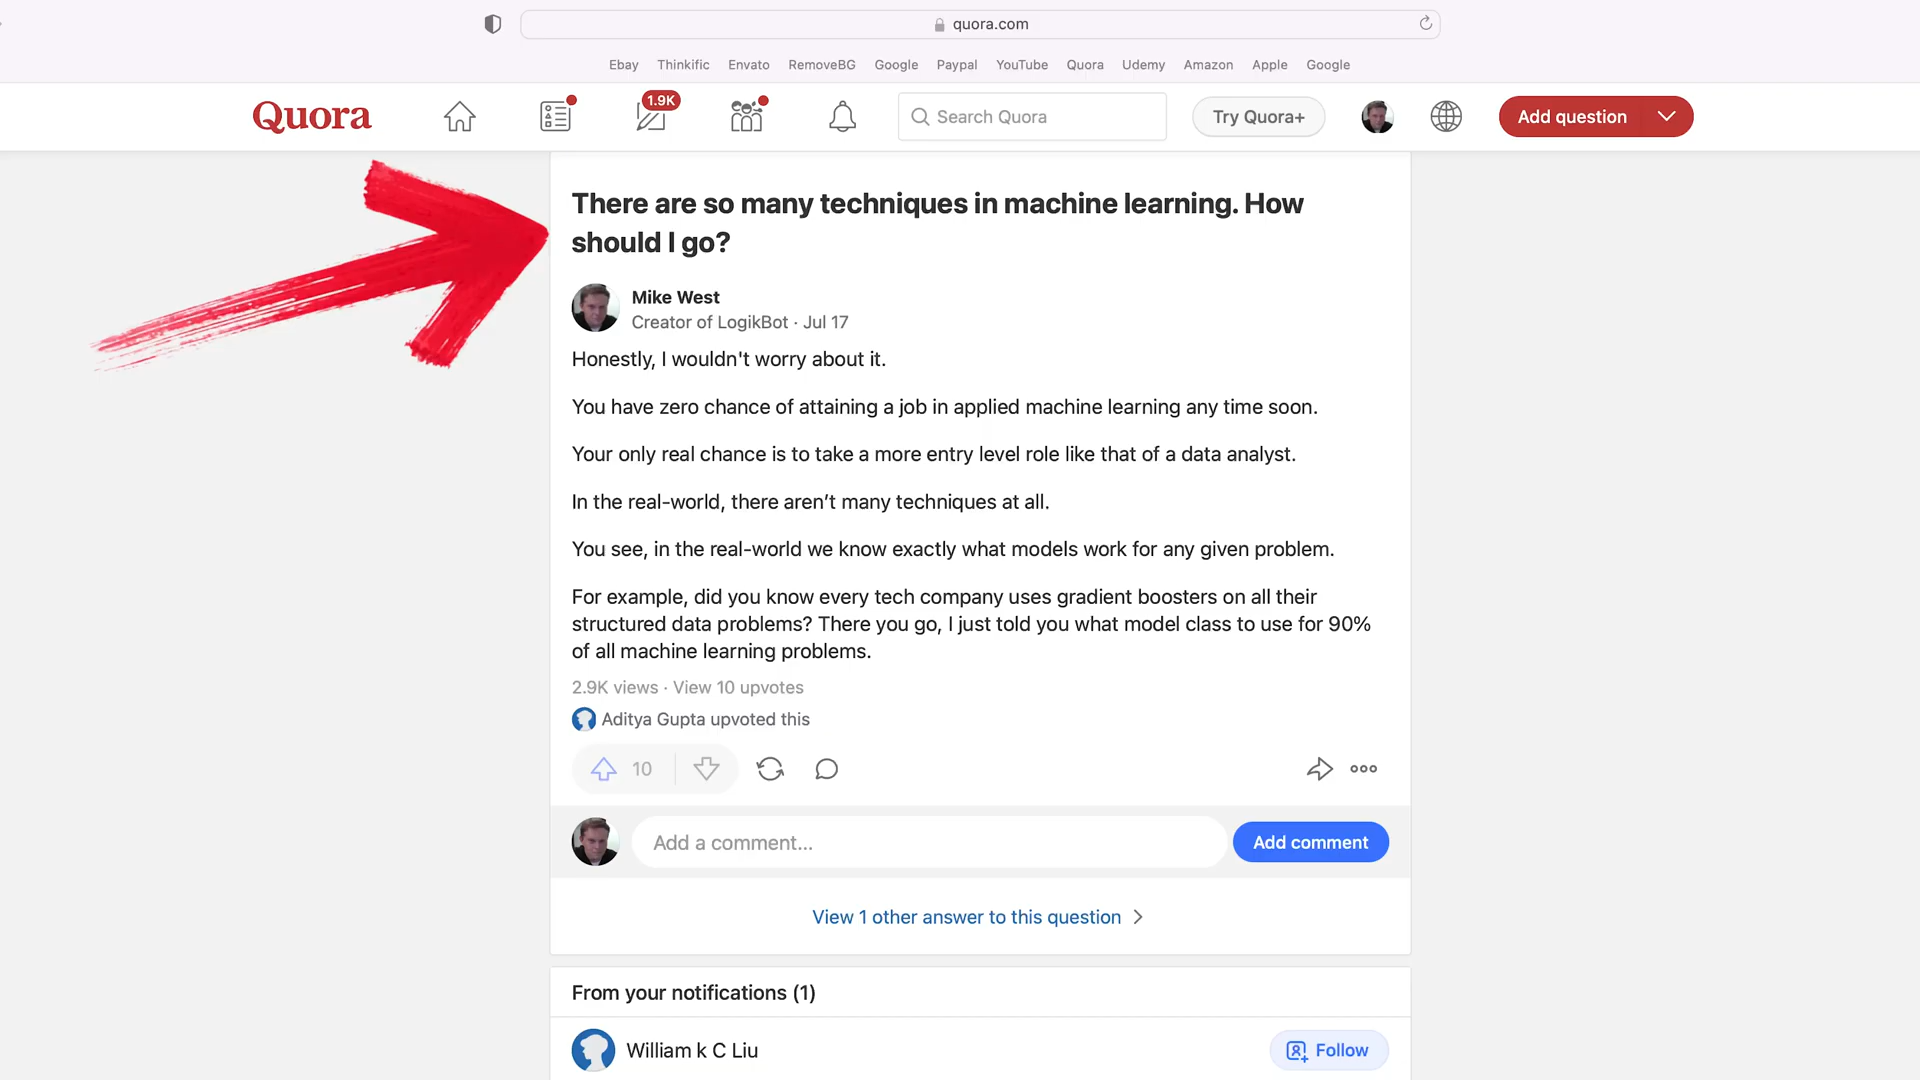 quora.com
Ebay Thinkific Envato RemoveBG Google Paypal YouTube Quora Udemy Amazon Apple Google
Quora 1.9K Search Quora Try Quora+ Add question
There are so many techniques in machine learning. How
should I go?
Mike West
Creator of LogikBot · Jul 17
Honestly, I wouldn't worry about it.
You have zero chance of attaining a job in applied machine learning any time soon.
Your only real chance is to take a more entry level role like that of a data analyst.
In the real-world, there aren’t many techniques at all.
You see, in the real-world we know exactly what models work for any given problem.
For example, did you know every tech company uses gradient boosters on all their
structured data problems? There you go, I just told you what model class to use for 90%
of all machine learning problems.
2.9K views · View 10 upvotes
Aditya Gupta upvoted this
10
Add a comment... Add comment
View 1 other answer to this question
From your notifications (1)
William k C Liu Follow